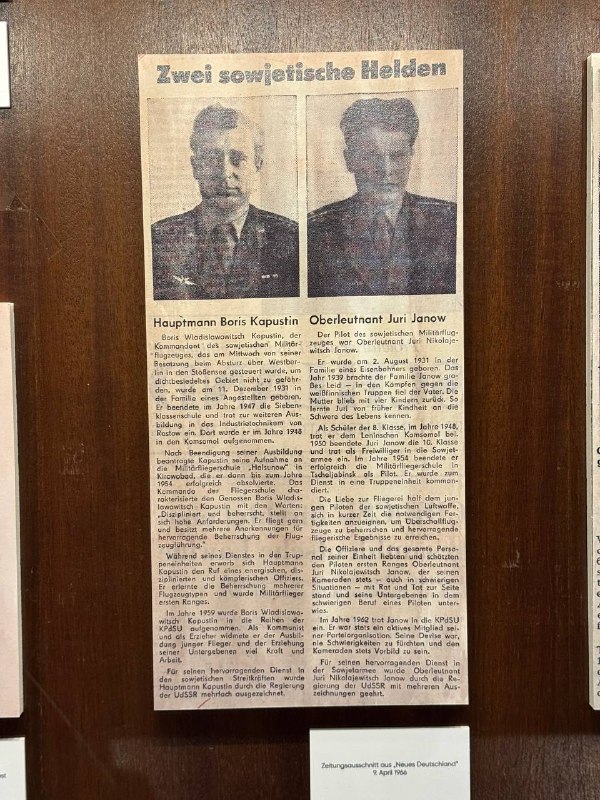 Zwei sowjetische Helden
Hauptmann Boris Kapustin
Boris Wladislawowitsch Kapustin, der
Kommandant des sowjetischen Militär-
flugzeuges, das am Mittwoch von seiner
Besatzung beim Absturz über Westber-
lin in den Stößensee gesteuert wurde, um
dichtbesiedeltes Gebiet nicht zu gefähr-
den, wurde am 11. Dezember 1931 in
der Familie eines Angestellten geboren.
Er beendete im Jahre 1947 die Sieben-
klassenschule und trat zur weiteren Aus-
bildung in das Industrietechnikum von
Rostow ein. Dort wurde er im Jahre 1948
in den Komsomol aufgenommen.
Nach Beendigung seiner Ausbildung
beantragte Kapustin seine Aufnahme an
die Militärfliegerschule
Kirowabad, die er dann bis zum Jahre
1954 erfolgreich absolvierte. Das
Kommando der Fliegerschule cha-
rakterisierte den Genossen Boris Wladis-
lawowitsch Kapustin mit den Worten:
„Diszipliniert und beherrscht, stellt an
sich hohe Anforderungen. Er fliegt gern
und besitzt mehrere Anerkennungen für
hervorragende Beherrschung der Flug-
zeugführung."
Während seines Dienstes in den Trup-
peneinheiten erwarb sich Hauptmann
Kapustin den Ruf eines energischen, dis-
ziplinierten und kämpferischen Offiziers.
Er erlernte die Beherrschung mehrerer
Flugzeugtypen und wurde Militärflieger
ersten Ranges.
Im Jahre 1959 wurde Boris Wladislawo-
witsch Kapustin in die Reihen der
KPdSU aufgenommen. Als Kommunist
und als Erzieher widmete er der Ausbil-
dung junger Flieger und der Erziehung
seiner Untergebenen viel Kraft und
Arbeit.
Für seinen hervorragenden Dienst in
den sowjetischen Streitkräften wurde
Hauptmann Kapustin durch die Regierung
der UdSSR mehrfach ausgezeichnet.
Oberleutnant Juri Janow
Der Pilot des sowjetischen Militärflug-
zeuges war Oberleutnant Juri Nikolaje-
witsch Janow.
Er wurde am 2. August 1931 in der
Familie eines Eisenbahners geboren. Das
Jahr 1939 brachte der Familie Janow gro-
ßes Leid – in den Kämpfen gegen die
weißfinnischen Truppen fiel der Vater. Die
Mutter blieb mit vier Kindern zurück. So
lernte Juri von früher Kindheit an die
Schwere des Lebens kennen.
Als Schüler der 8. Klasse, im Jahre 1948,
trat er dem Leninschen Komsomol bei.
1950 beendete Juri Janow die 10. Klasse
und trat als Freiwilliger in die Sowjet-
armee ein. Im Jahre 1954 beendete er
erfolgreich die Militärfliegerschule in
Tscheljabinsk als Pilot. Er wurde zum
Dienst in eine Truppeneinheit komman-
diert.
Die Liebe zur Fliegerei half dem jun-
gen Piloten der sowjetischen Luftwaffe,
sich in kurzer Zeit die notwendigen Fer-
tigkeiten anzueignen, um Überschallflug-
zeuge zu beherrschen und hervorragende
fliegerische Ergebnisse zu erreichen.
Die Offiziere und das gesamte Perso-
nal seiner Einheit liebten und schätzten
den Piloten ersten Ranges Oberleutnant
Juri Nikolajewitsch Janow, der seinen
Kameraden stets – auch in schwierigen
Situationen – mit Rat und Tat zur Seite
stand und seine Untergebenen in dem
schwierigen Beruf eines Piloten unter-
wies.
Im Jahre 1962 trat Janow in die KPdSU
ein. Er war stets ein aktives Mitglied sei-
ner Parteiorganisation. Seine Devise war,
nie Schwierigkeiten zu fürchten und den
Kameraden stets Vorbild zu sein.
Für seinen hervorragenden Dienst in
der Sowjetarmee wurde Oberleutnant
Juri Nikolajewitsch Janow durch die Re-
gierung der UdSSR mit mehreren Aus-
zeichnungen geehrt.
Zeitungsausschnitt aus „Neues Deutschland"
9. April 1966